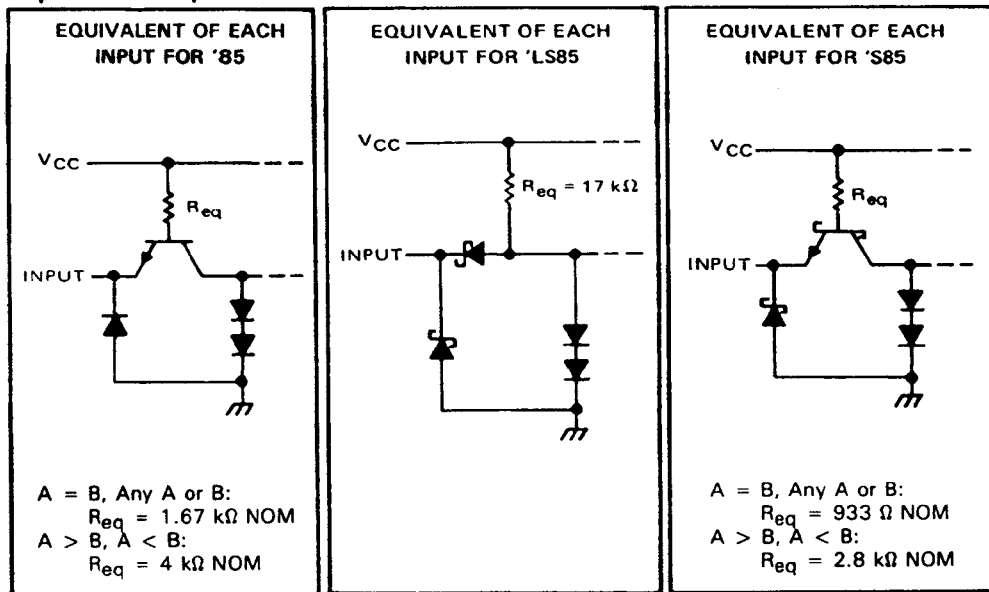 EQUIVALENT OF EACH
INPUT FOR '85
VCC
Req
INPUT
A = B, Any A or B:
Req = 1.67 kΩ NOM
A > B, A < B:
Req = 4 kΩ NOM
EQUIVALENT OF EACH
INPUT FOR 'LS85
VCC
Req = 17 kΩ
INPUT
EQUIVALENT OF EACH
INPUT FOR 'S85
VCC
Req
INPUT
A = B, Any A or B:
Req = 933 Ω NOM
A > B, A < B:
Req = 2.8 kΩ NOM